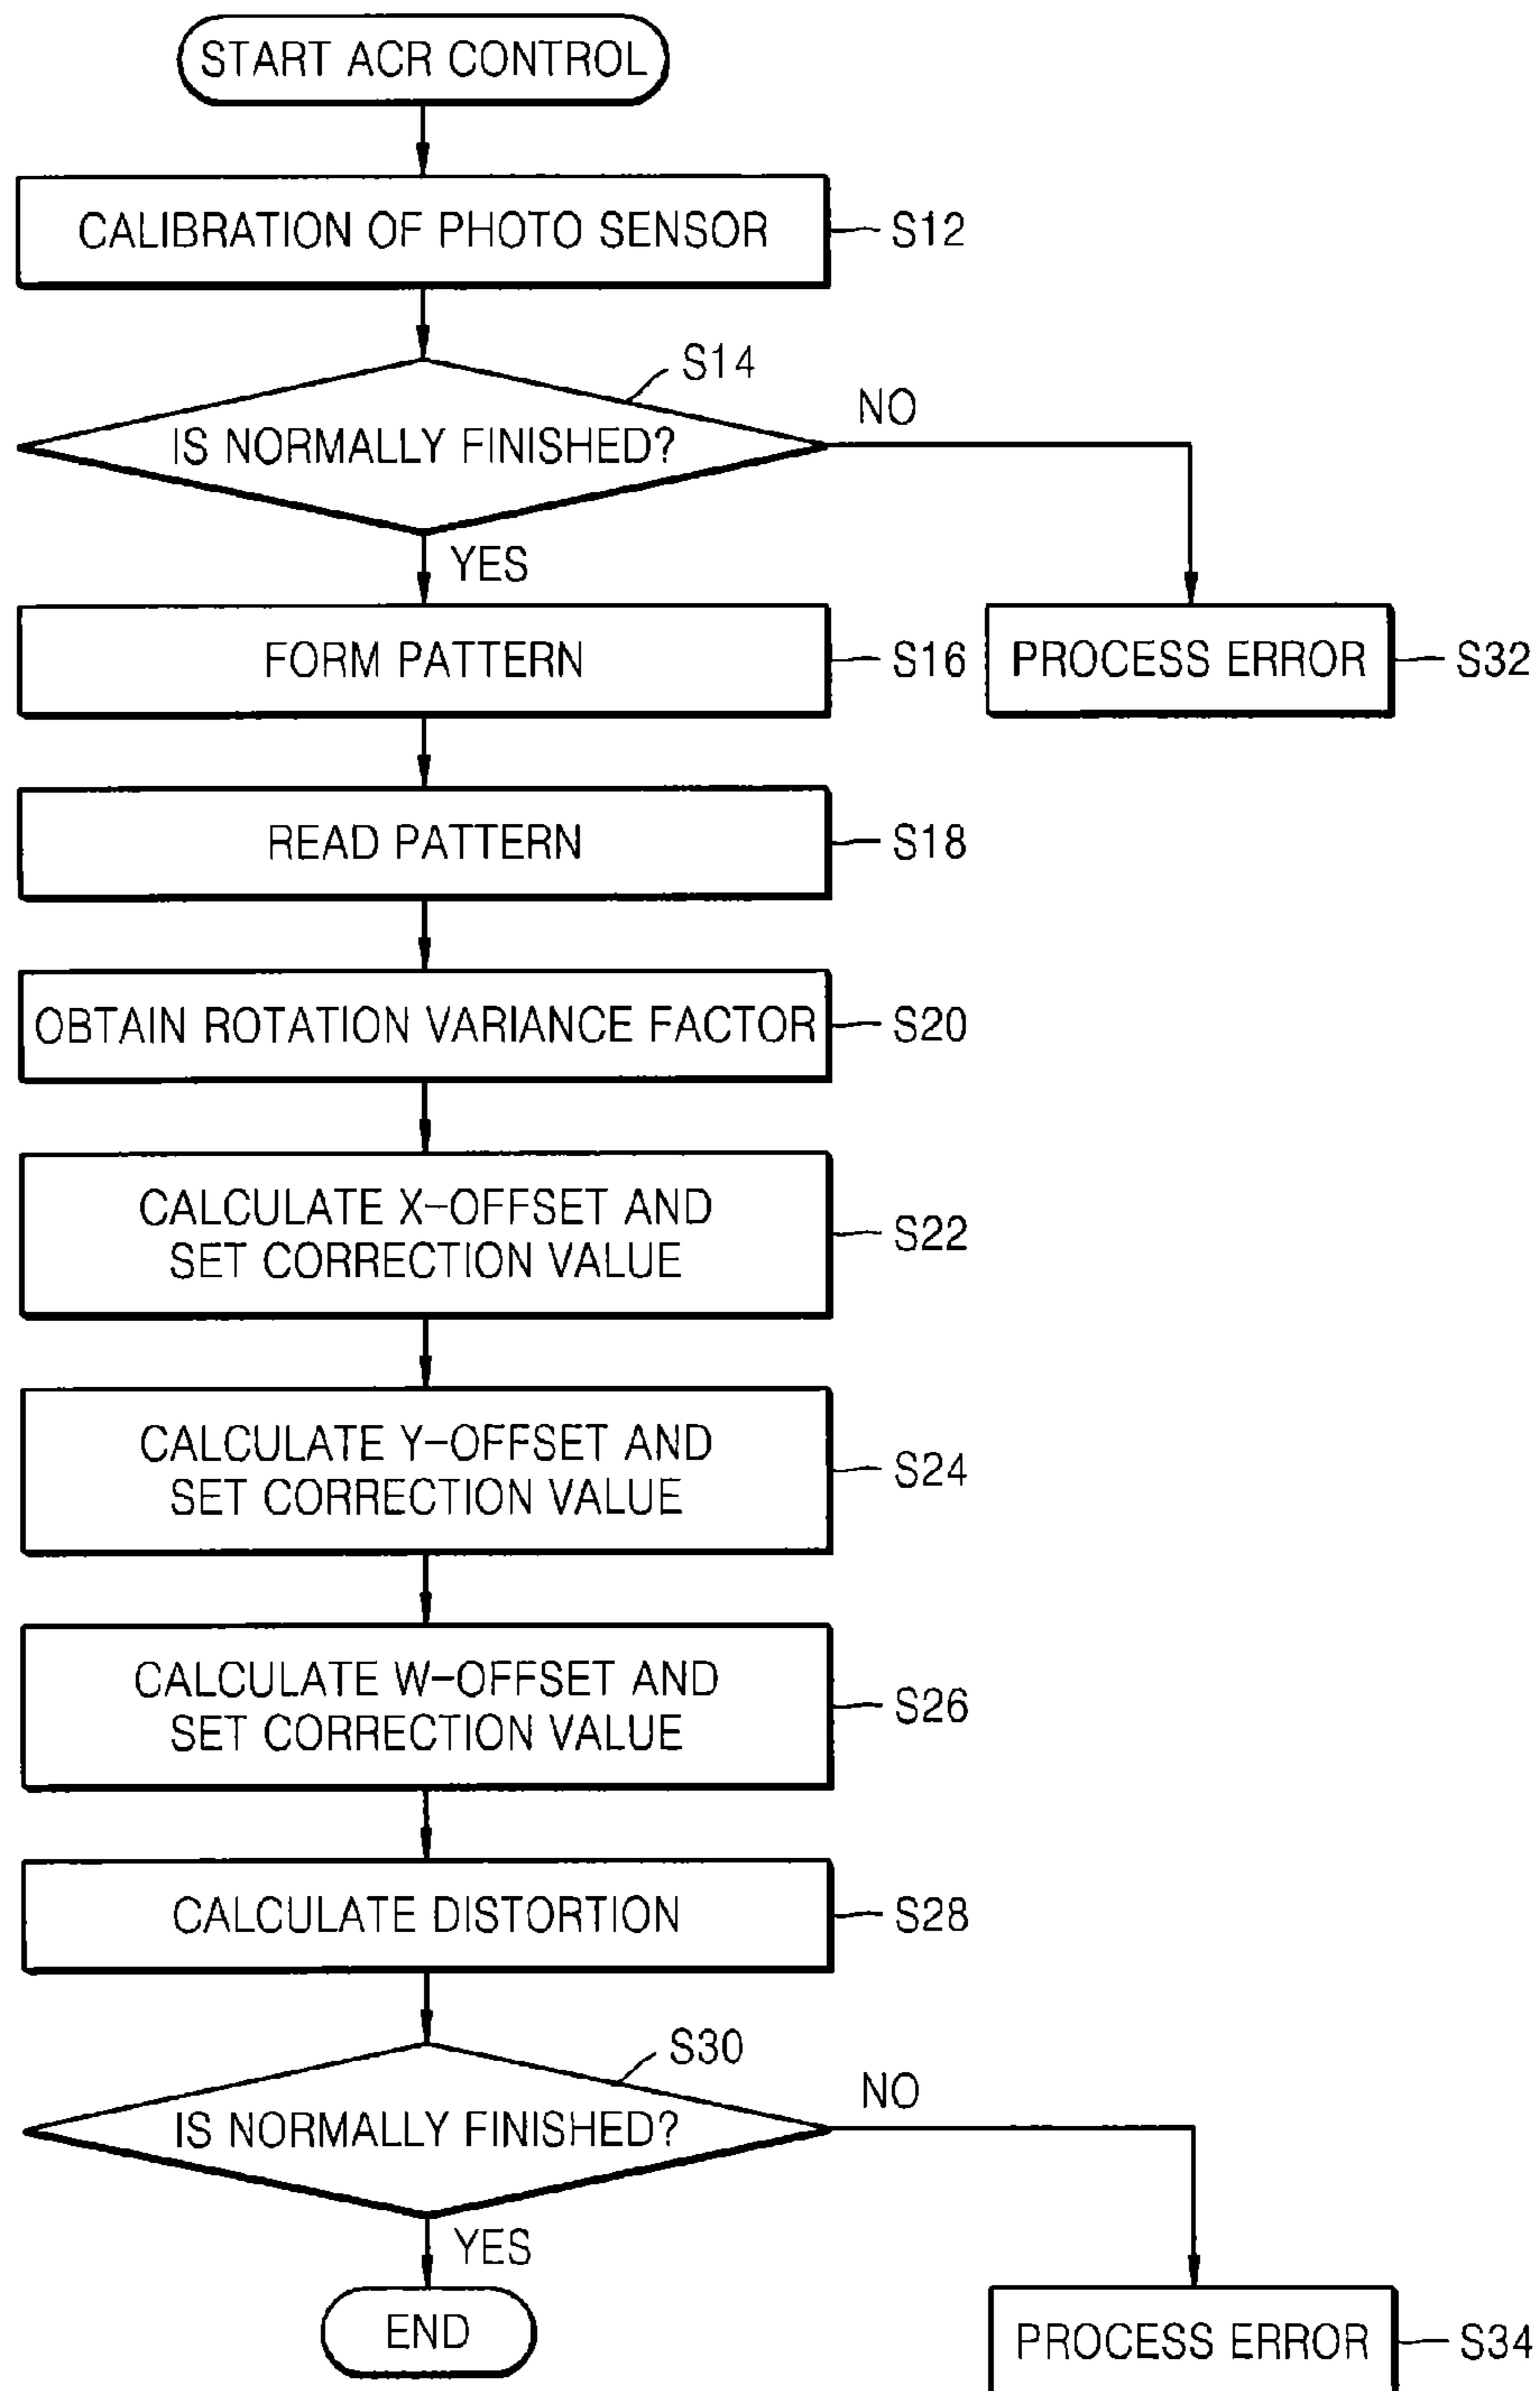 START ACR CONTROL
CALIBRATION OF PHOTO SENSOR
S12
S14
IS NORMALLY FINISHED?
NO
YES
FORM PATTERN
S16
PROCESS ERROR
S32
READ PATTERN
S18
OBTAIN ROTATION VARIANCE FACTOR
S20
CALCULATE X-OFFSET AND
SET CORRECTION VALUE
S22
CALCULATE Y-OFFSET AND
SET CORRECTION VALUE
S24
CALCULATE W-OFFSET AND
SET CORRECTION VALUE
S26
CALCULATE DISTORTION
S28
S30
IS NORMALLY FINISHED?
NO
YES
END
PROCESS ERROR
S34